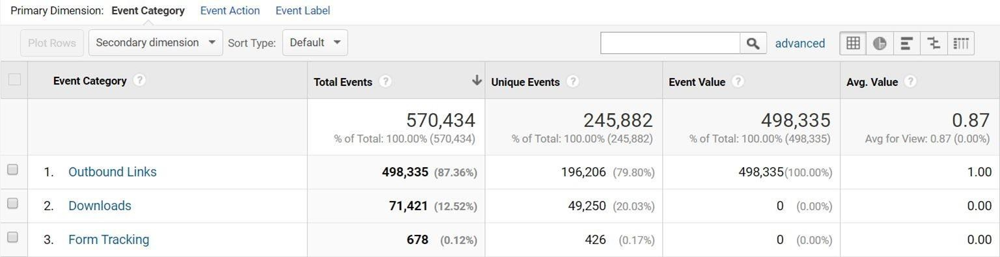 Primary Dimension: Event Category Event Action Event Label
Plot Rows Secondary dimension Sort Type: Default advanced
Event Category ? Total Events ? Unique Events ? Event Value ? Avg. Value ?
570,434 245,882 498,335 0.87
% of Total: 100.00% (570,434) % of Total: 100.00% (245,882) % of Total: 100.00% (498,335) Avg for View: 0.87 (0.00%)
1. Outbound Links 498,335 (87.36%) 196,206 (79.80%) 498,335(100.00%) 1.00
2. Downloads 71,421 (12.52%) 49,250 (20.03%) 0 (0.00%) 0.00
3. Form Tracking 678 (0.12%) 426 (0.17%) 0 (0.00%) 0.00